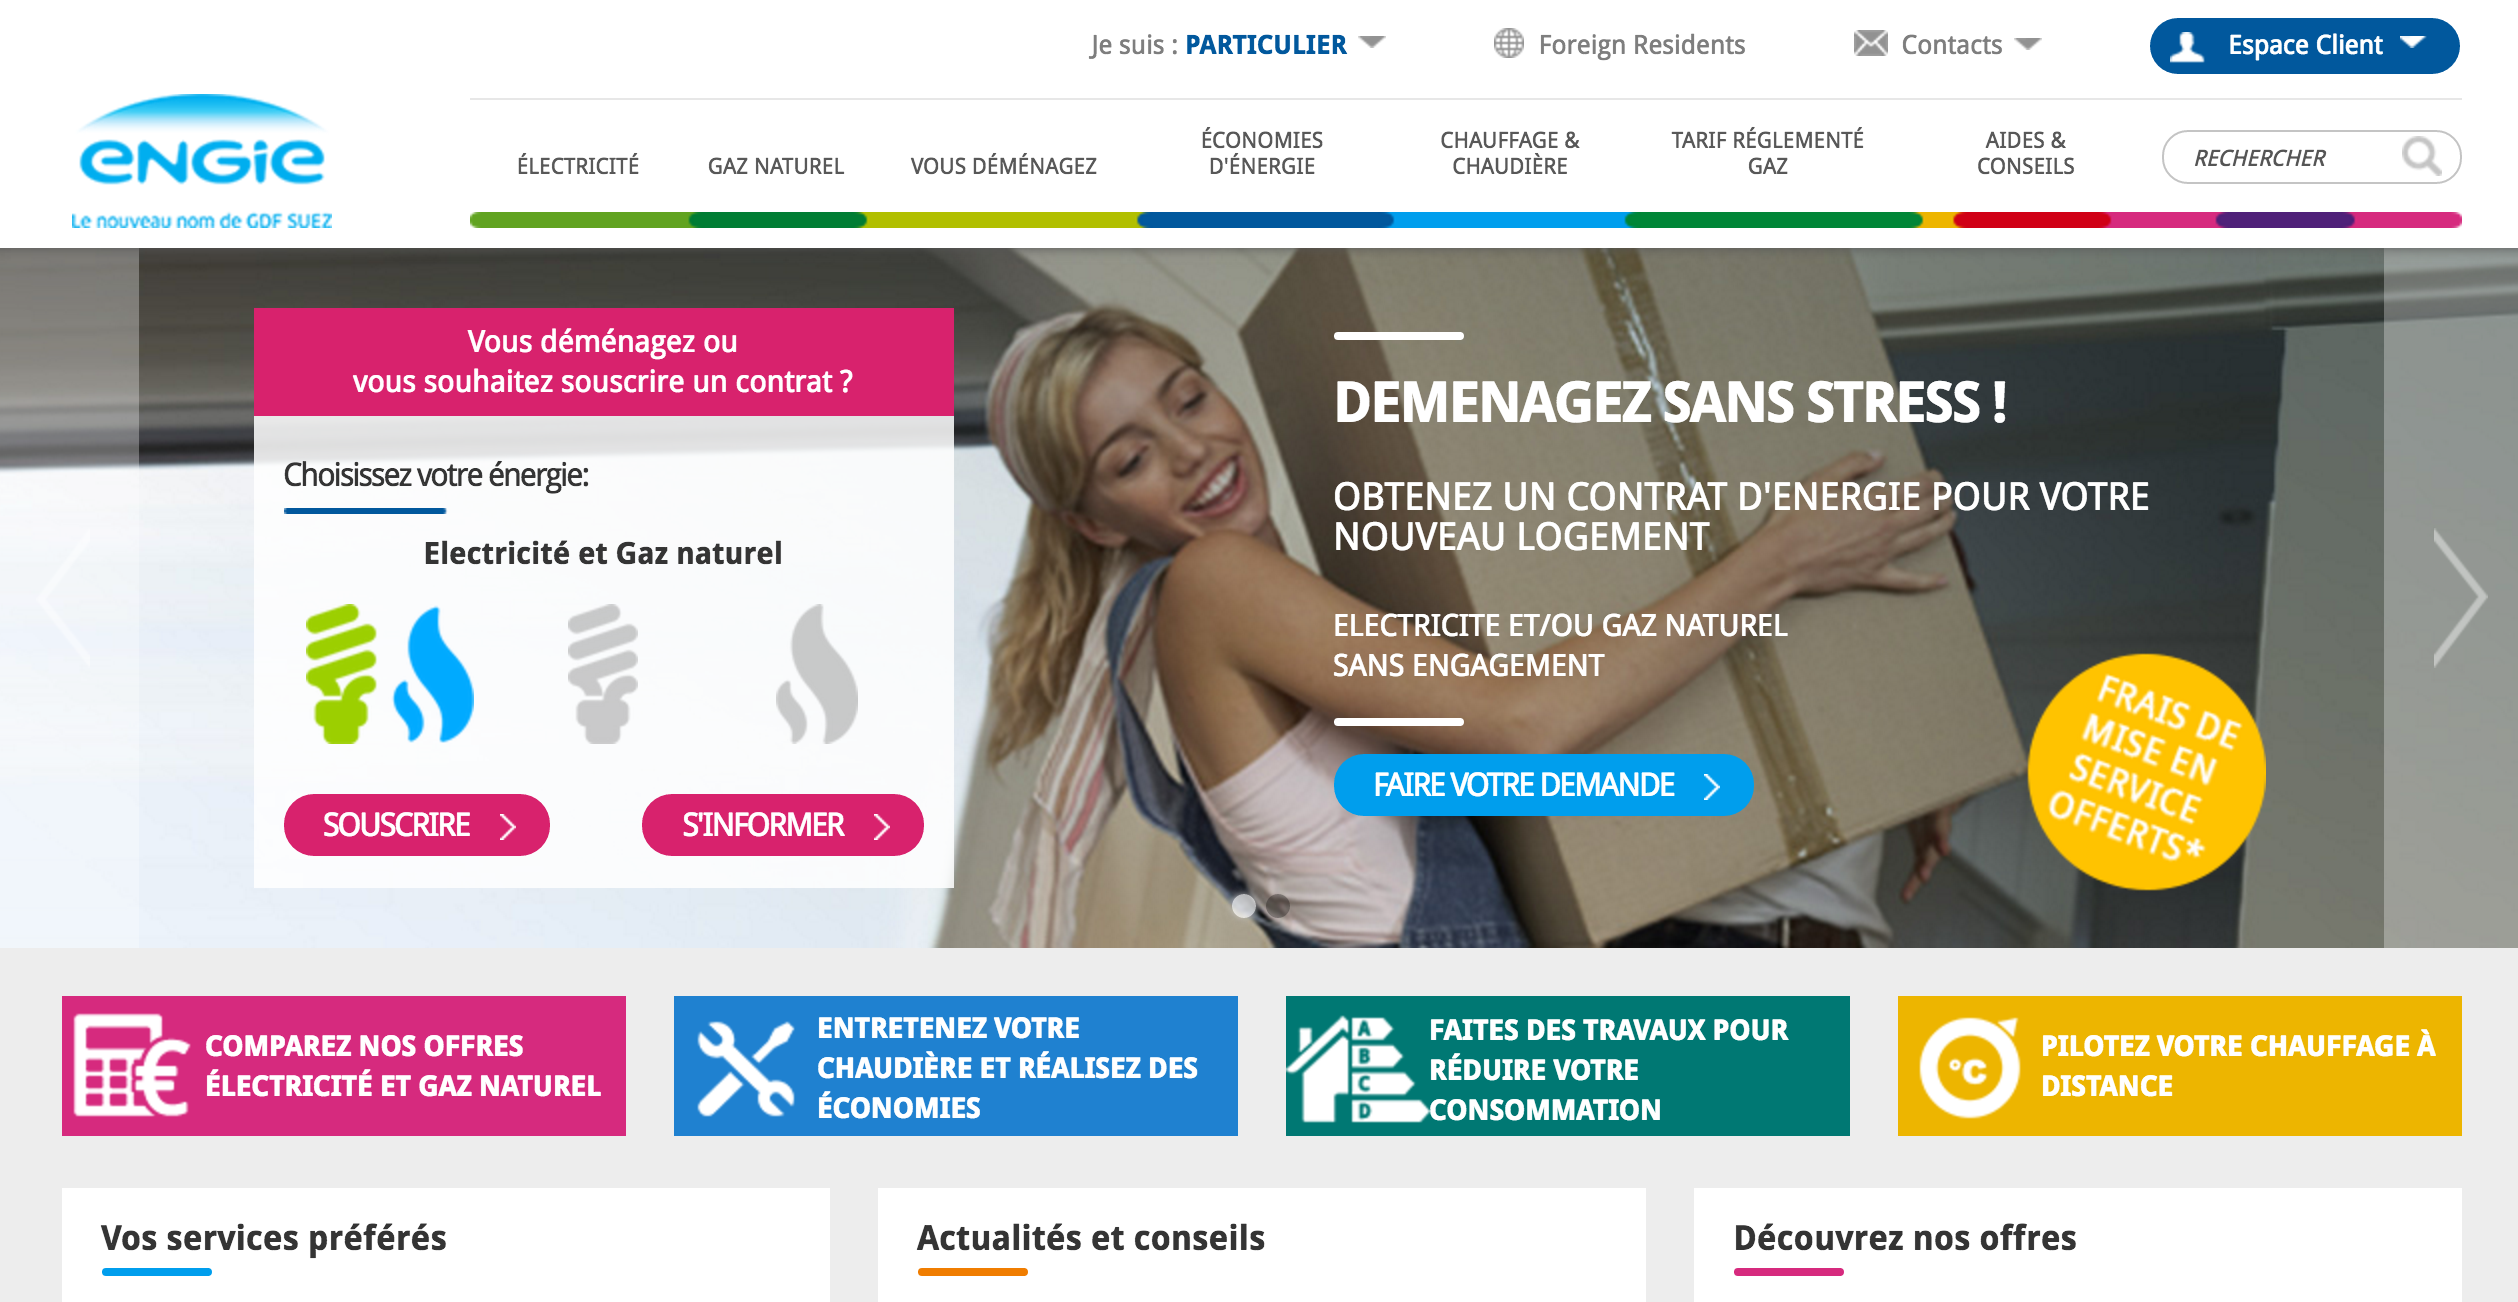 Je suis : PARTICULIER
Foreign Residents
Contacts
Espace Client
ENGIE
Le nouveau nom de GDF SUEZ
ÉLECTRICITÉ
GAZ NATUREL
VOUS DÉMÉNAGEZ
ÉCONOMIES
D'ÉNERGIE
CHAUFFAGE &
CHAUDIÈRE
TARIF RÉGLEMENTÉ
GAZ
AIDES &
CONSEILS
RECHERCHER
Vous déménagez ou
vous souhaitez souscrire un contrat ?
Choisissez votre énergie:
Electricité et Gaz naturel
SOUSCRIRE
S'INFORMER
DEMENAGEZ SANS STRESS !
OBTENEZ UN CONTRAT D'ENERGIE POUR VOTRE
NOUVEAU LOGEMENT
ELECTRICITE ET/OU GAZ NATUREL
SANS ENGAGEMENT
FAIRE VOTRE DEMANDE
FRAIS DE
MISE EN
SERVICE
OFFERTS*
COMPAREZ NOS OFFRES
ÉLECTRICITÉ ET GAZ NATUREL
ENTRETENEZ VOTRE
CHAUDIÈRE ET RÉALISEZ DES
ÉCONOMIES
A
B
C
D
FAITES DES TRAVAUX POUR
RÉDUIRE VOTRE
CONSOMMATION
°C
PILOTEZ VOTRE CHAUFFAGE À
DISTANCE
Vos services préférés
Actualités et conseils
Découvrez nos offres